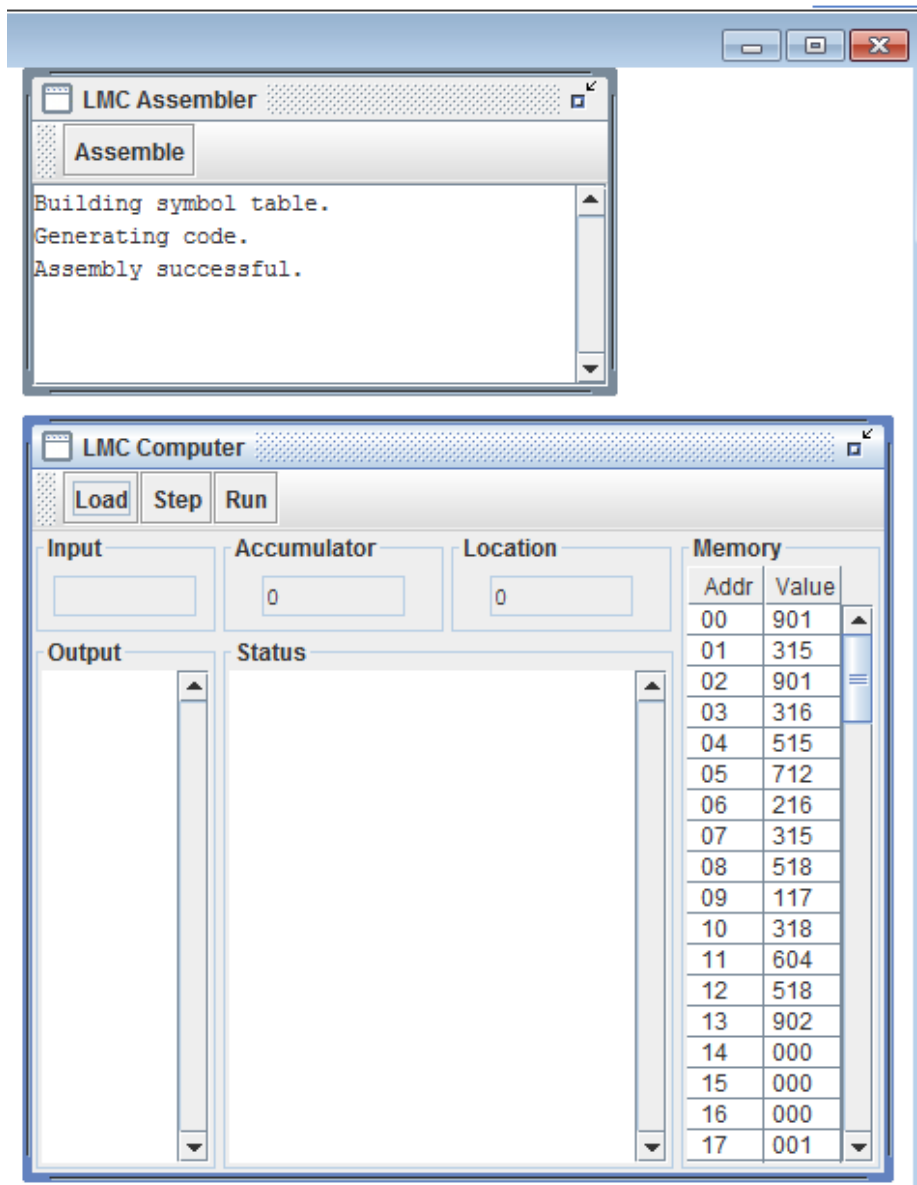 LMC Assembler
Assemble
Building symbol table.
Generating code.
Assembly successful.
LMC Computer
Load Step Run
Input Accumulator Location Memory
0 0
Output Status
Addr Value
00 901
01 315
02 901
03 316
04 515
05 712
06 216
07 315
08 518
09 117
10 318
11 604
12 518
13 902
14 000
15 000
16 000
17 001